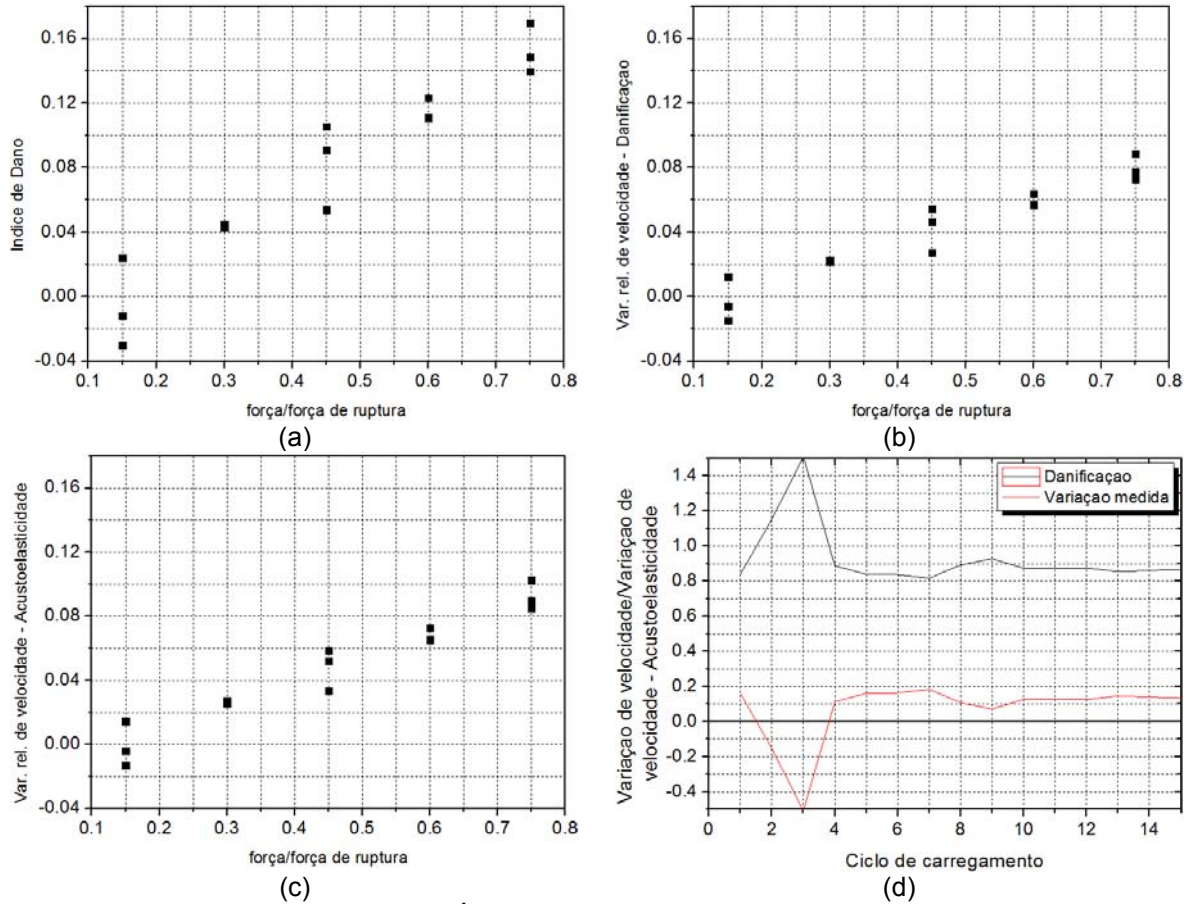 0.16
0.12
0.08
0.04
0.00
-0.04
Indice de Dano
0.1 0.2 0.3 0.4 0.5 0.6 0.7 0.8
força/força de ruptura
(a)
0.16
0.12
0.08
0.04
0.00
-0.04
Var. rel. de velocidade - Danificaçao
0.1 0.2 0.3 0.4 0.5 0.6 0.7 0.8
força/força de ruptura
(b)
0.16
0.12
0.08
0.04
0.00
-0.04
Var. rel. de velocidade - Acustoelasticidade
0.1 0.2 0.3 0.4 0.5 0.6 0.7 0.8
força/força de ruptura
(c)
1.4
1.2
1.0
0.8
0.6
0.4
0.2
0.0
-0.2
-0.4
Variaçao de velocidade/Variaçao de
velocidade - Acustoelasticidade
Danificaçao
Variaçao medida
0 2 4 6 8 10 12 14
Ciclo de carregamento
(d)